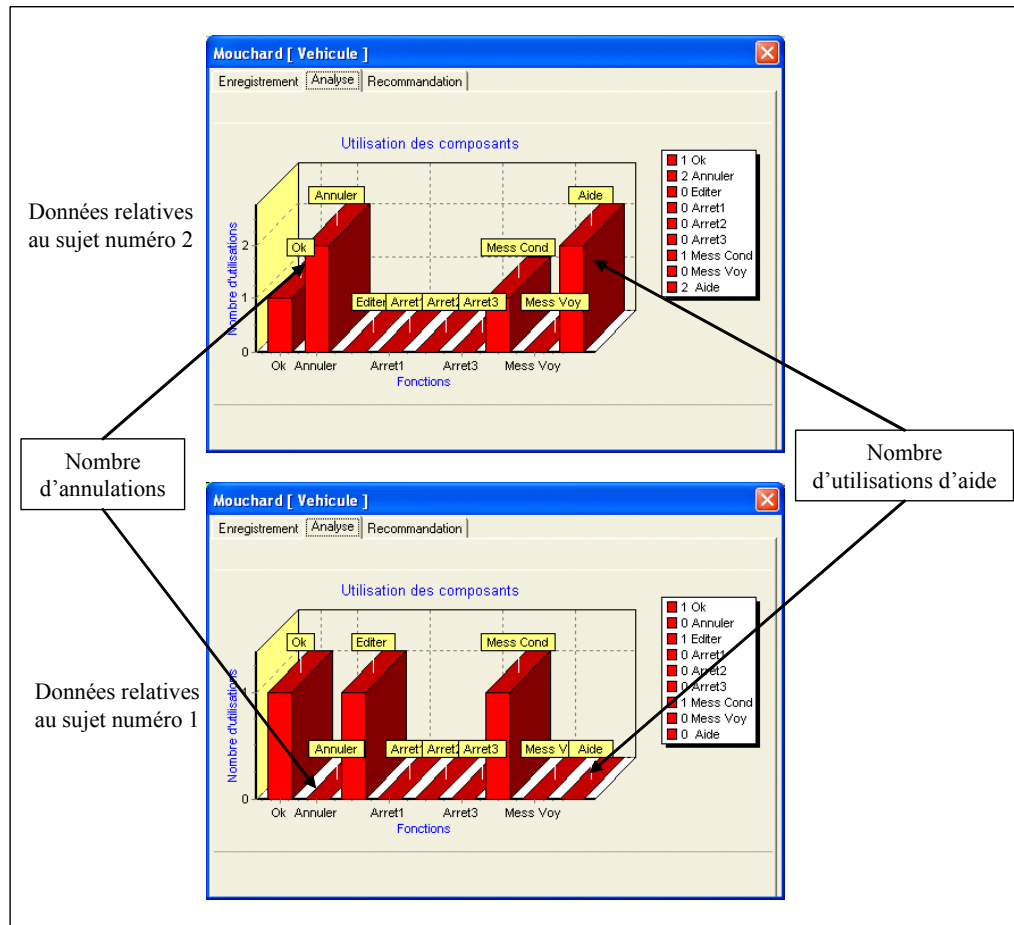 Mouchard [ Vehicule ]
Enregistrement Analyse Recommandation
Utilisation des composants
Données relatives
au sujet numéro 2
Nombre d'utilisations
2
1
0
Ok
Annuler
Editer
Arret1
Arret2
Arret3
Mess Cond
Mess Voy
Aide
Ok Annuler Arret1 Arret3 Mess Voy
Fonctions
1 Ok
2 Annuler
0 Editer
0 Arret1
0 Arret2
0 Arret3
1 Mess Cond
0 Mess Voy
2 Aide
Nombre
d'annulations
Nombre
d'utilisations d'aide
Mouchard [ Vehicule ]
Enregistrement Analyse Recommandation
Utilisation des composants
Données relatives
au sujet numéro 1
Nombre d'utilisations
1
0
Ok
Annuler
Editer
Arret1
Arret2
Arret3
Mess Cond
Mess V
Aide
Ok Annuler Arret1 Arret3 Mess Voy
Fonctions
1 Ok
0 Annuler
1 Editer
0 Arret1
0 Arret2
0 Arret3
1 Mess Cond
0 Mess Voy
0 Aide